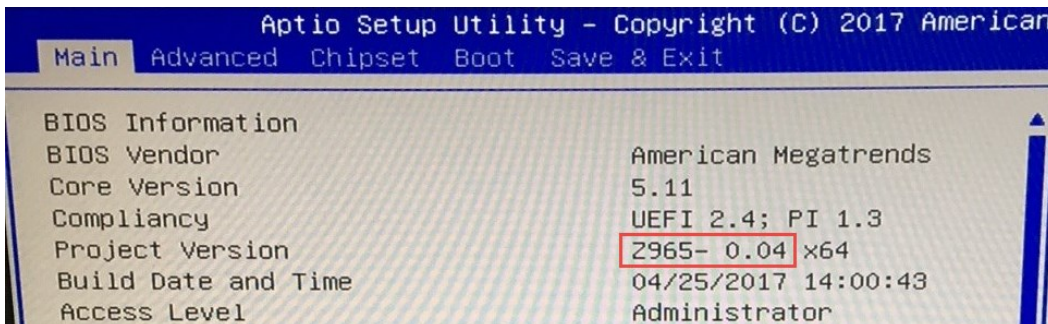 Aptio Setup Utility – Copyright (C) 2017 American
Main Advanced Chipset Boot Save & Exit
BIOS Information
BIOS Vendor American Megatrends
Core Version 5.11
Compliancy UEFI 2.4; PI 1.3
Project Version Z965- 0.04 x64
Build Date and Time 04/25/2017 14:00:43
Access Level Administrator